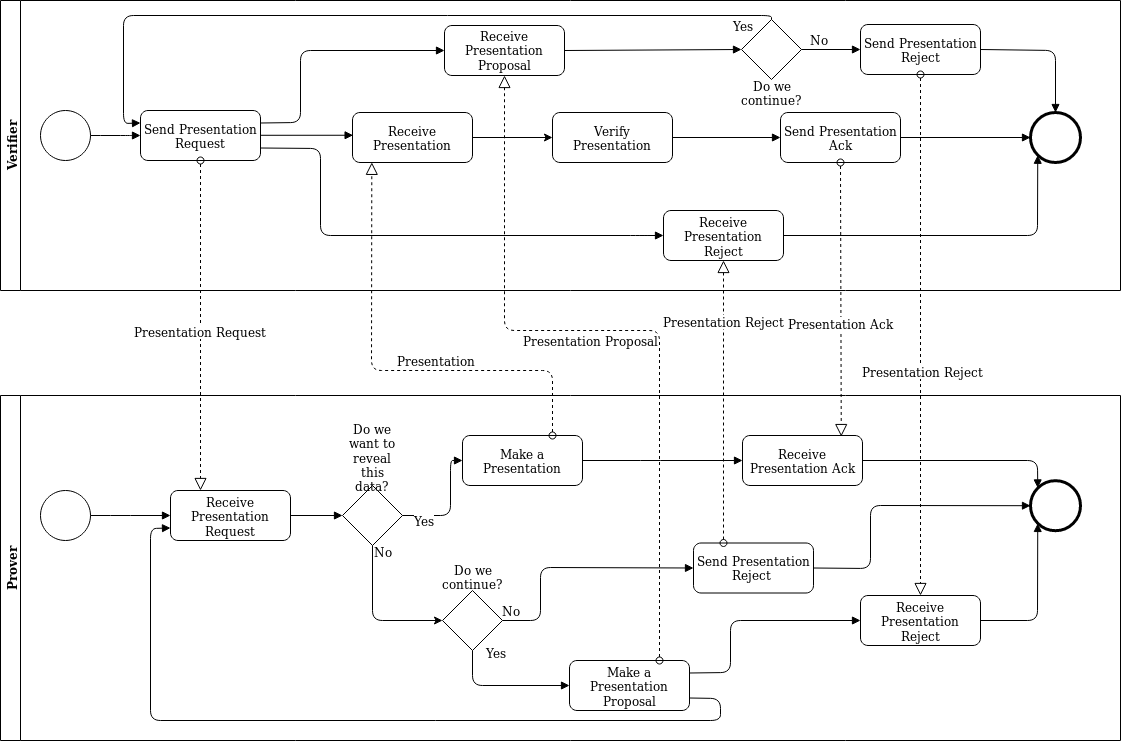 Verifier
Yes
Receive
Presentation
Proposal
No
Send Presentation
Reject
Do we
continue?
Send Presentation
Request
Receive
Presentation
Verify
Presentation
Send Presentation
Ack
Receive
Presentation
Reject
Presentation Request
Presentation Reject
Presentation Ack
Presentation Proposal
Presentation
Presentation Reject
Prover
Do we
want to
reveal
this
data?
Make a
Presentation
Receive
Presentation Ack
Receive
Presentation
Request
Yes
No
Do we
continue?
No
Send Presentation
Reject
Receive
Presentation
Reject
Yes
Make a
Presentation
Proposal